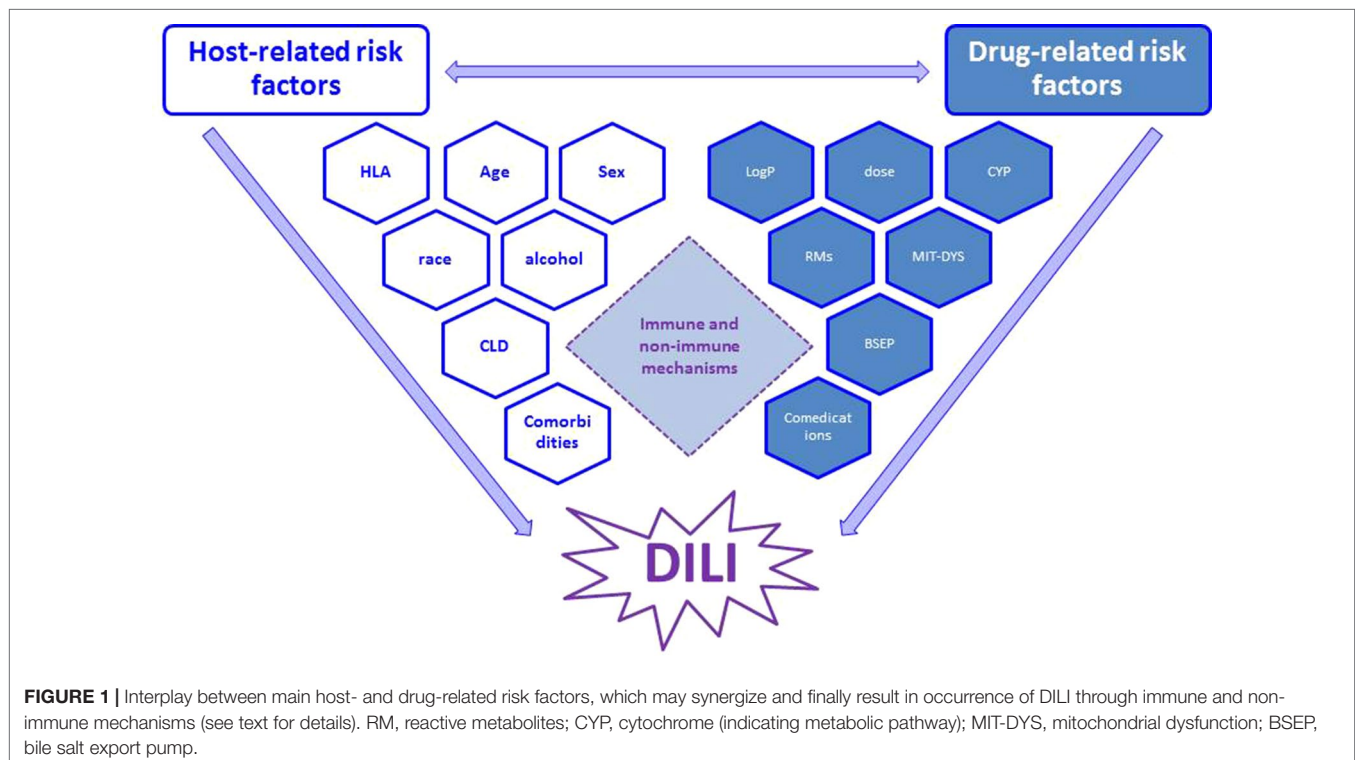 Host-related risk
factors
Drug-related risk
factors
HLA
Age
Sex
LogP
dose
CYP
race
alcohol
RMs
MIT-DYS
Immune and
non-immune
mechanisms
CLD
BSEP
Comorbi
dities
Comedicat
ions
DILI
FIGURE 1 | Interplay between main host- and drug-related risk factors, which may synergize and finally result in occurrence of DILI through immune and non-
immune mechanisms (see text for details). RM, reactive metabolites; CYP, cytochrome (indicating metabolic pathway); MIT-DYS, mitochondrial dysfunction; BSEP,
bile salt export pump.